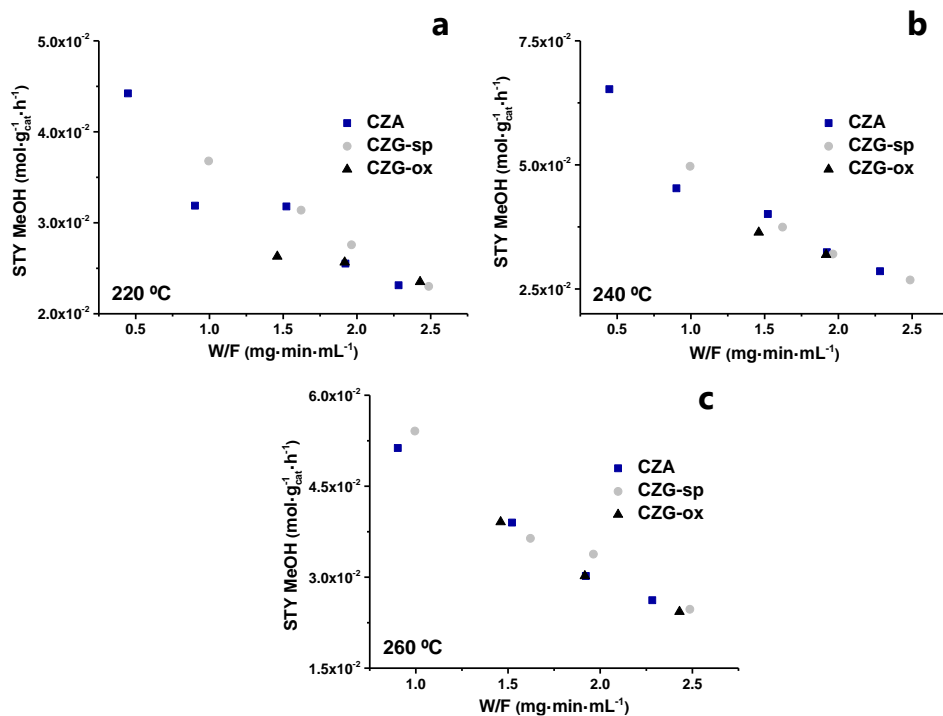 a
5.0x10⁻²
4.0x10⁻²
3.0x10⁻²
2.0x10⁻²
STY MeOH (mol·g⁻¹cat·h⁻¹)
CZA
CZG-sp
CZG-ox
220 ºC
0.5 1.0 1.5 2.0 2.5
W/F (mg·min·mL⁻¹)
b
7.5x10⁻²
5.0x10⁻²
2.5x10⁻²
STY MeOH (mol·g⁻¹cat·h⁻¹)
CZA
CZG-sp
CZG-ox
240 ºC
0.5 1.0 1.5 2.0 2.5
W/F (mg·min·mL⁻¹)
c
6.0x10⁻²
4.5x10⁻²
3.0x10⁻²
1.5x10⁻²
STY MeOH (mol·g⁻¹cat·h⁻¹)
CZA
CZG-sp
CZG-ox
260 ºC
1.0 1.5 2.0 2.5
W/F (mg·min·mL⁻¹)